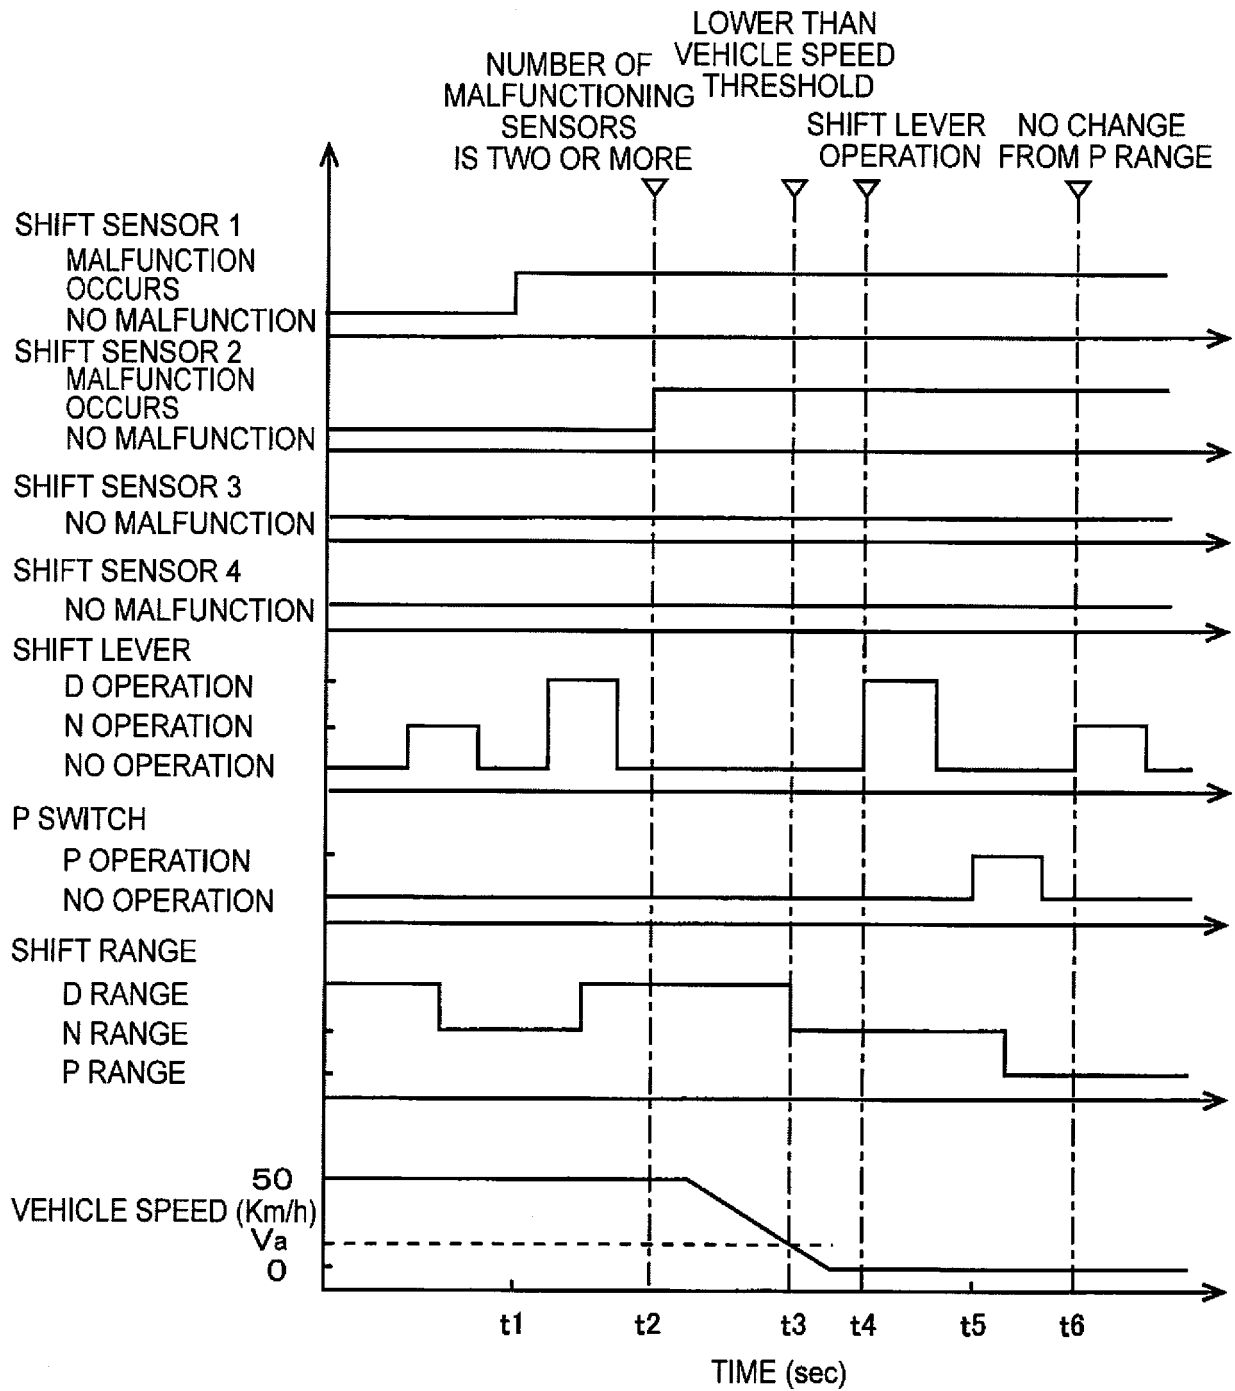 LOWER THAN
VEHICLE SPEED
THRESHOLD
NUMBER OF
MALFUNCTIONING
SENSORS
IS TWO OR MORE
SHIFT LEVER
OPERATION
NO CHANGE
FROM P RANGE
SHIFT SENSOR 1
MALFUNCTION
OCCURS
NO MALFUNCTION
SHIFT SENSOR 2
MALFUNCTION
OCCURS
NO MALFUNCTION
SHIFT SENSOR 3
NO MALFUNCTION
SHIFT SENSOR 4
NO MALFUNCTION
SHIFT LEVER
D OPERATION
N OPERATION
NO OPERATION
P SWITCH
P OPERATION
NO OPERATION
SHIFT RANGE
D RANGE
N RANGE
P RANGE
50
VEHICLE SPEED (Km/h)
Va
0
t1 t2 t3 t4 t5 t6
TIME (sec)